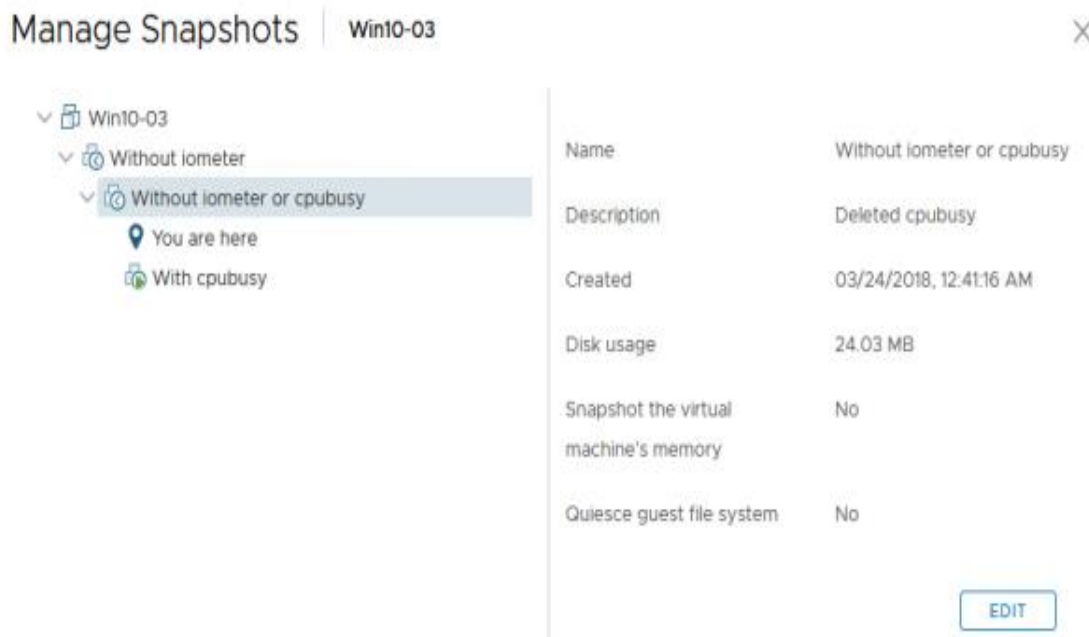 Manage Snapshots Win10-03
Win10-03
Without iometer
Without iometer or cpubusy
You are here
With cpubusy
Name Without iometer or cpubusy
Description Deleted cpubusy
Created 03/24/2018, 12:41:16 AM
Disk usage 24.03 MB
Snapshot the virtual No
machine's memory
Quiesce guest file system No
EDIT